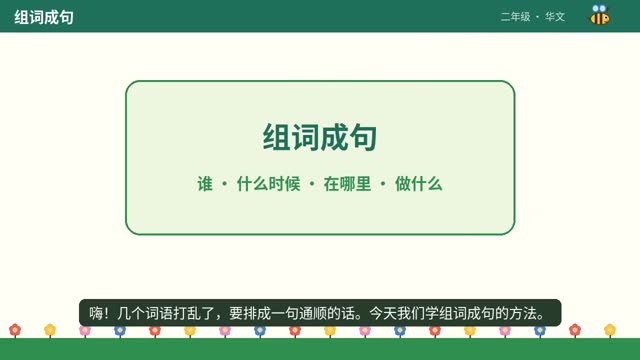 组词成句
二年级 · 华文
组词成句
谁 · 什么时候 · 在哪里 · 做什么
嗨！几个词语打乱了，要排成一句通顺的话。今天我们学组词成句的方法。